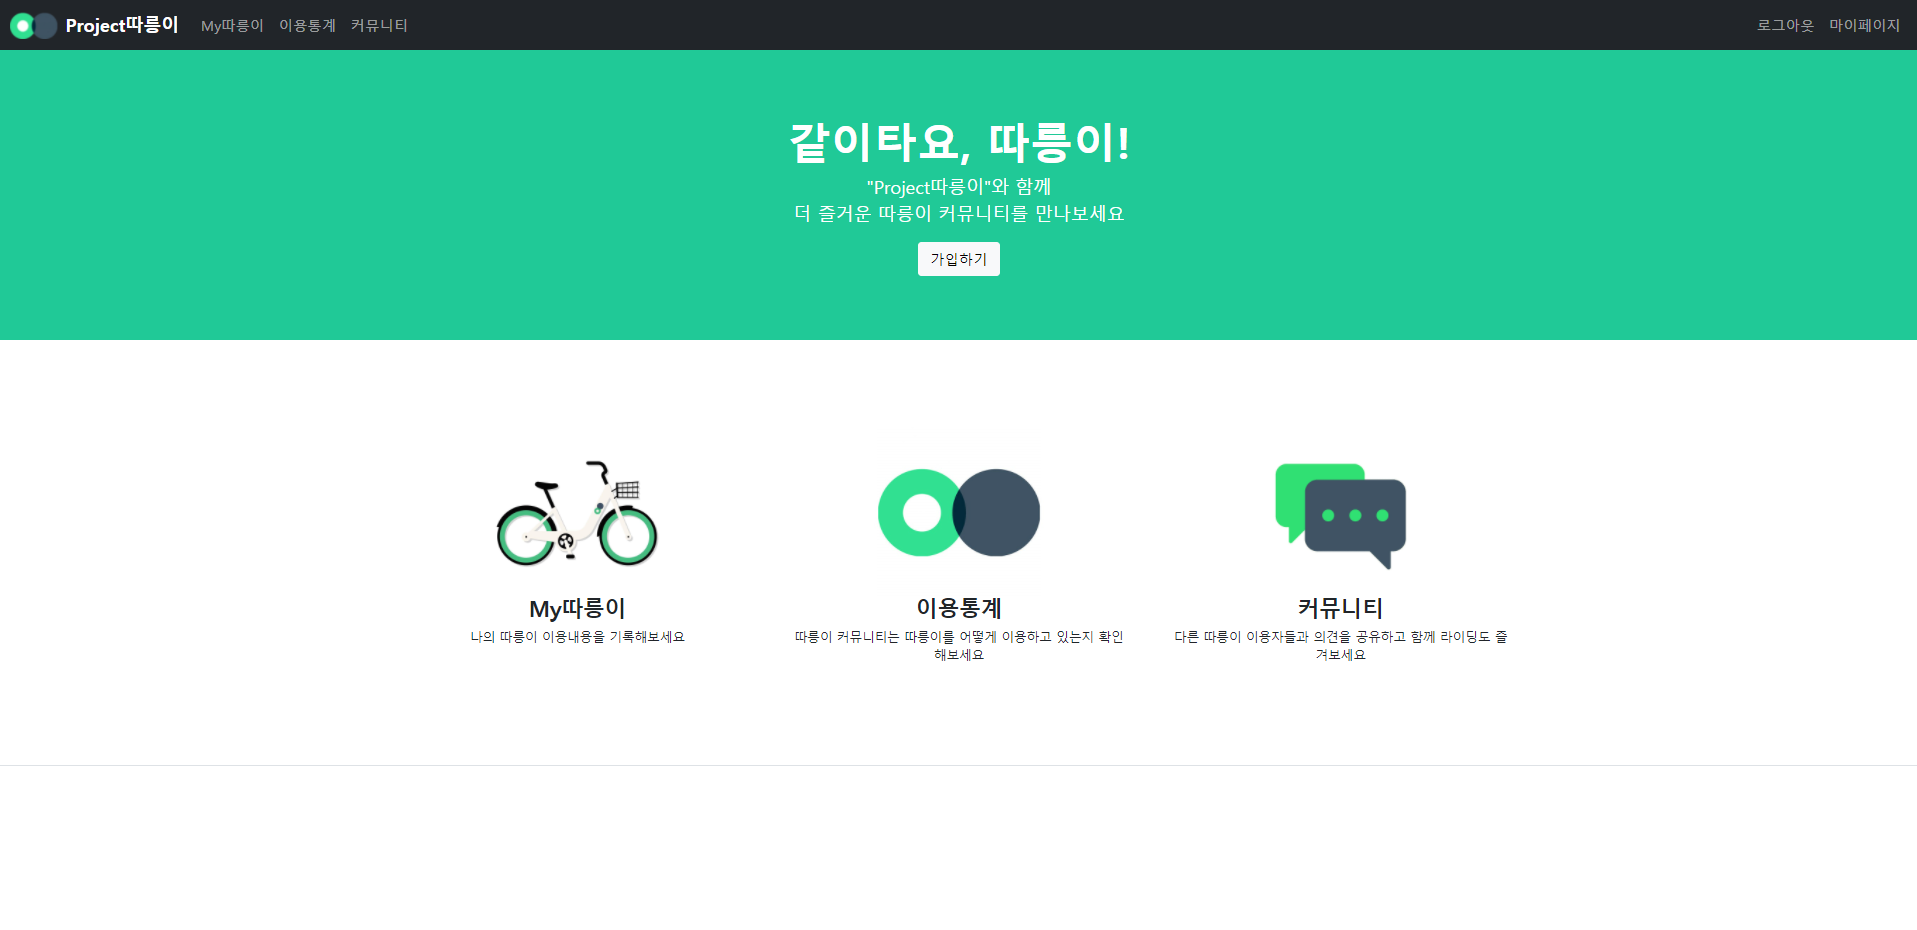 Project따릉이
My따릉이
이용통계
커뮤니티
로그아웃
마이페이지
같이타요, 따릉이!
"Project따릉이"와 함께
더 즐거운 따릉이 커뮤니티를 만나보세요
가입하기
My따릉이
나의 따릉이 이용내용을 기록해보세요
이용통계
따릉이 커뮤니티는 따릉이를 어떻게 이용하고 있는지 확인
해보세요
커뮤니티
다른 따릉이 이용자들과 의견을 공유하고 함께 라이딩도 즐
겨보세요